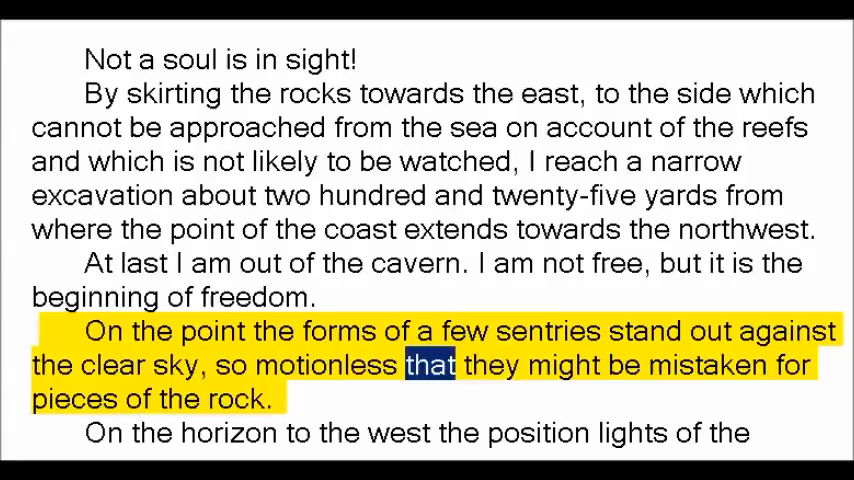 Not a soul is in sight!
By skirting the rocks towards the east, to the side which
cannot be approached from the sea on account of the reefs
and which is not likely to be watched, I reach a narrow
excavation about two hundred and twenty-five yards from
where the point of the coast extends towards the northwest.
At last I am out of the cavern. I am not free, but it is the
beginning of freedom.
On the point the forms of a few sentries stand out against
the clear sky, so motionless that they might be mistaken for
pieces of the rock.
On the horizon to the west the position lights of the